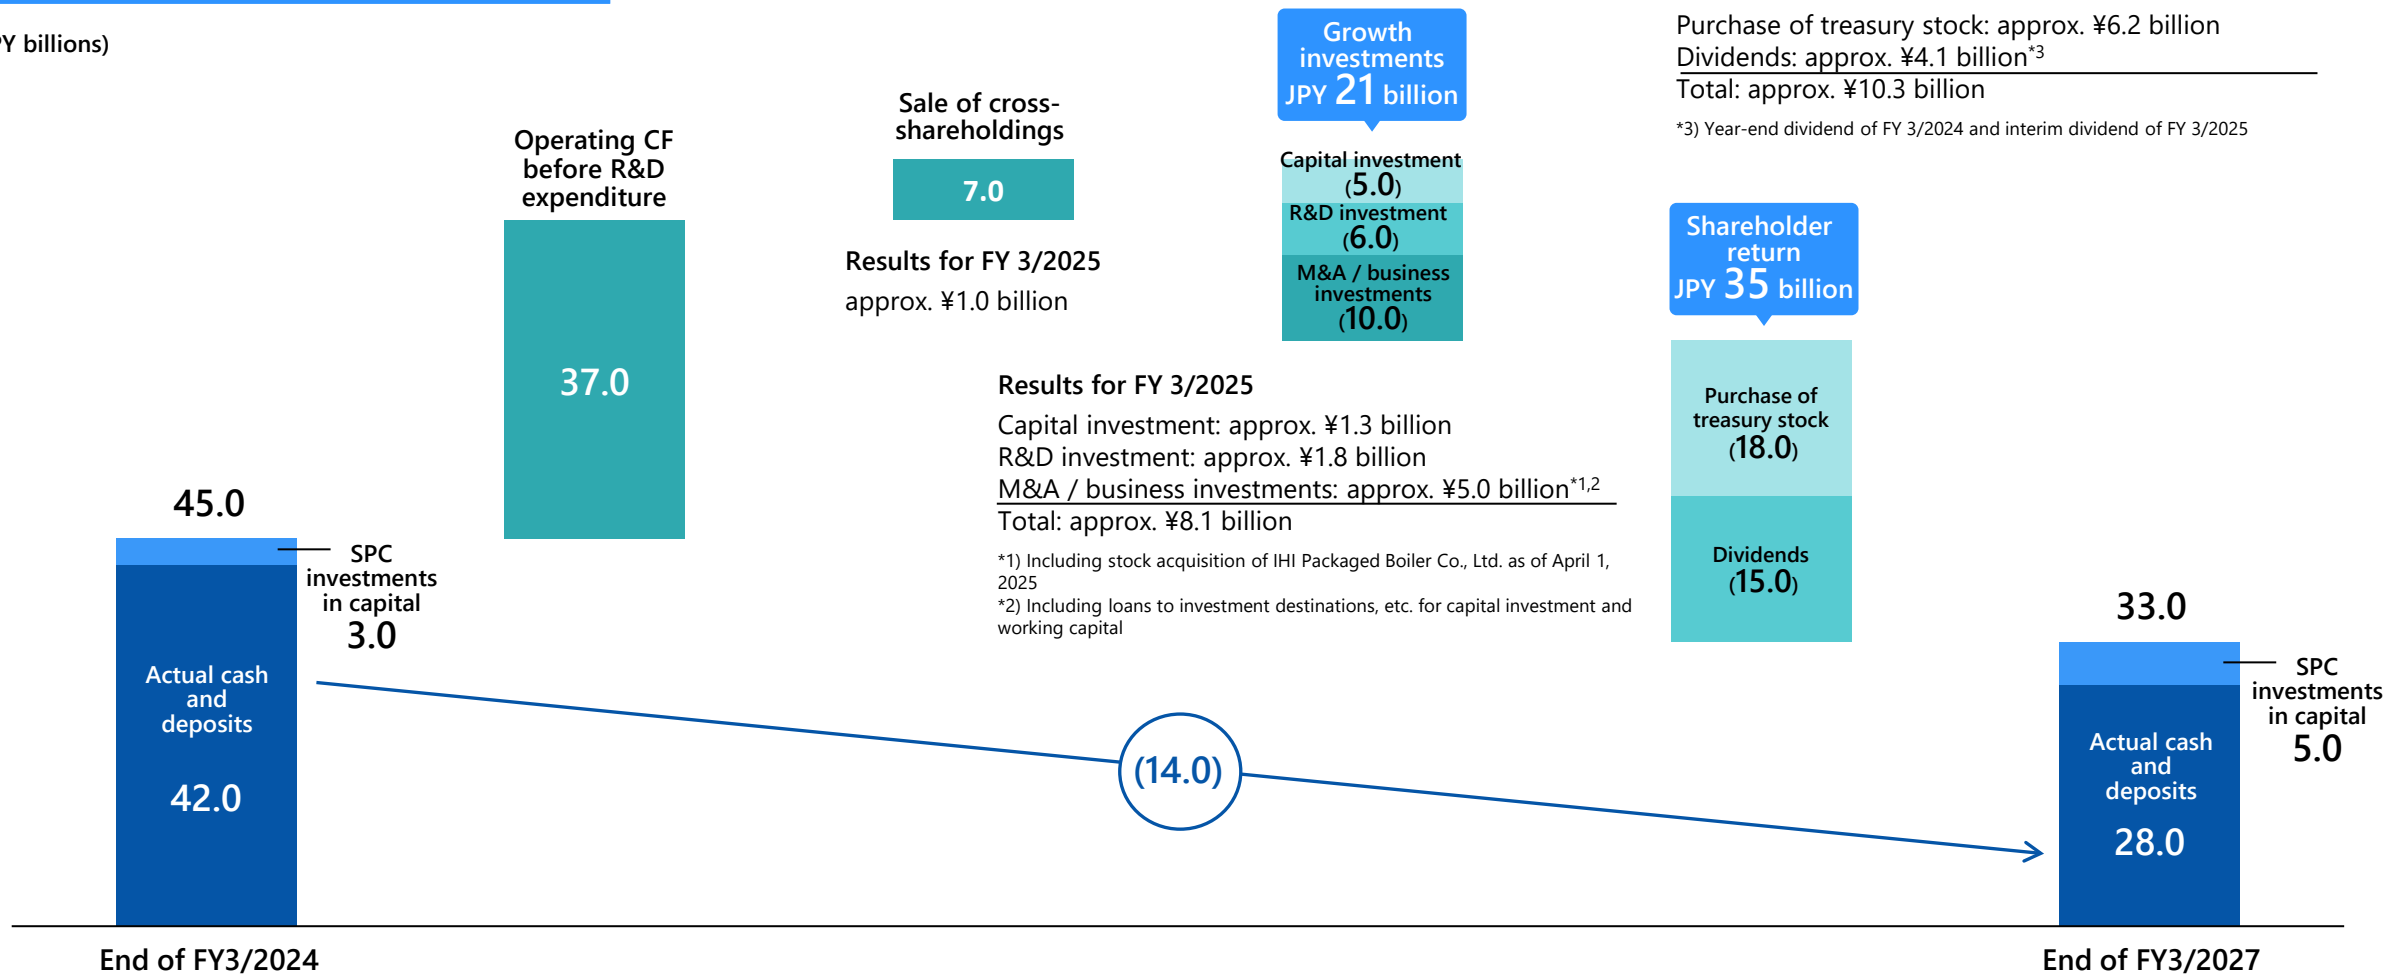 Y billions)
45.0
SPC
investments
in capital
3.0
Actual cash
and
deposits
42.0
End of FY3/2024
Operating CF
before R&D
expenditure
37.0
Sale of cross-
shareholdings
7.0
Results for FY 3/2025
approx. ¥1.0 billion
Growth
investments
JPY 21 billion
Capital investment
(5.0)
R&D investment
(6.0)
M&A / business
investments
(10.0)
Results for FY 3/2025
Capital investment: approx. ¥1.3 billion
R&D investment: approx. ¥1.8 billion
M&A / business investments: approx. ¥5.0 billion*1,2
Total: approx. ¥8.1 billion
*1) Including stock acquisition of IHI Packaged Boiler Co., Ltd. as of April 1,
2025
*2) Including loans to investment destinations, etc. for capital investment and
working capital
Purchase of treasury stock: approx. ¥6.2 billion
Dividends: approx. ¥4.1 billion*3
Total: approx. ¥10.3 billion
*3) Year-end dividend of FY 3/2024 and interim dividend of FY 3/2025
Shareholder
return
JPY 35 billion
Purchase of
treasury stock
(18.0)
Dividends
(15.0)
(14.0)
33.0
SPC
investments
in capital
5.0
Actual cash
and
deposits
28.0
End of FY3/2027